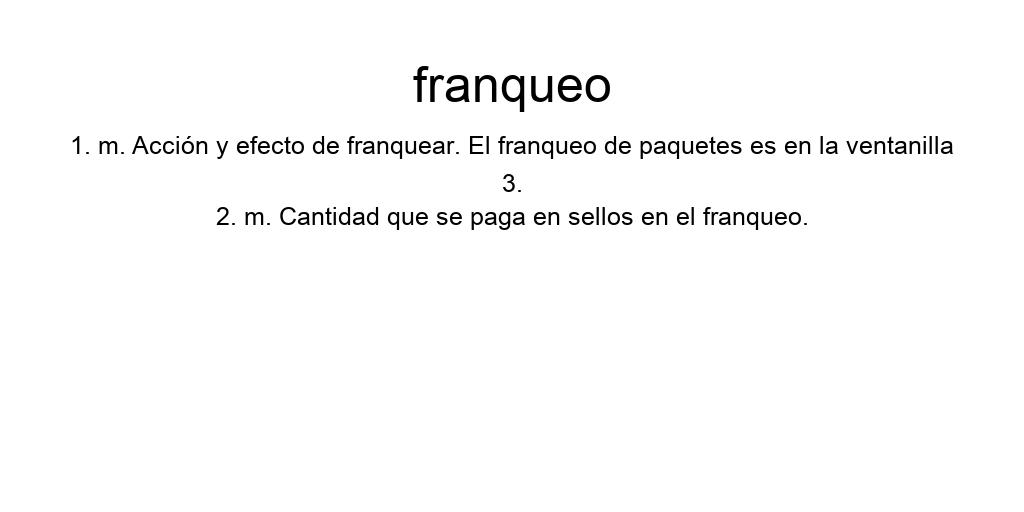 franqueo
1. m. Acción y efecto de franquear. El franqueo de paquetes es en la ventanilla
3.
2. m. Cantidad que se paga en sellos en el franqueo.